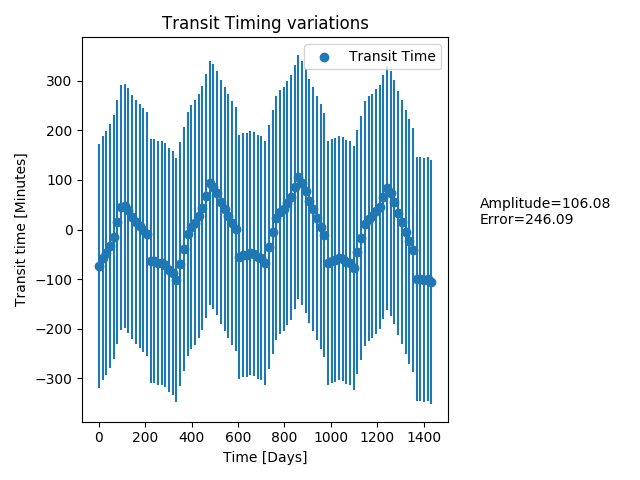 Transit Timing variations
Transit Time
Transit time [Minutes]
300
200
100
0
−100
−200
−300
0
200
400
600
800
1000
1200
1400
Time [Days]
Amplitude=106.08
Error=246.09